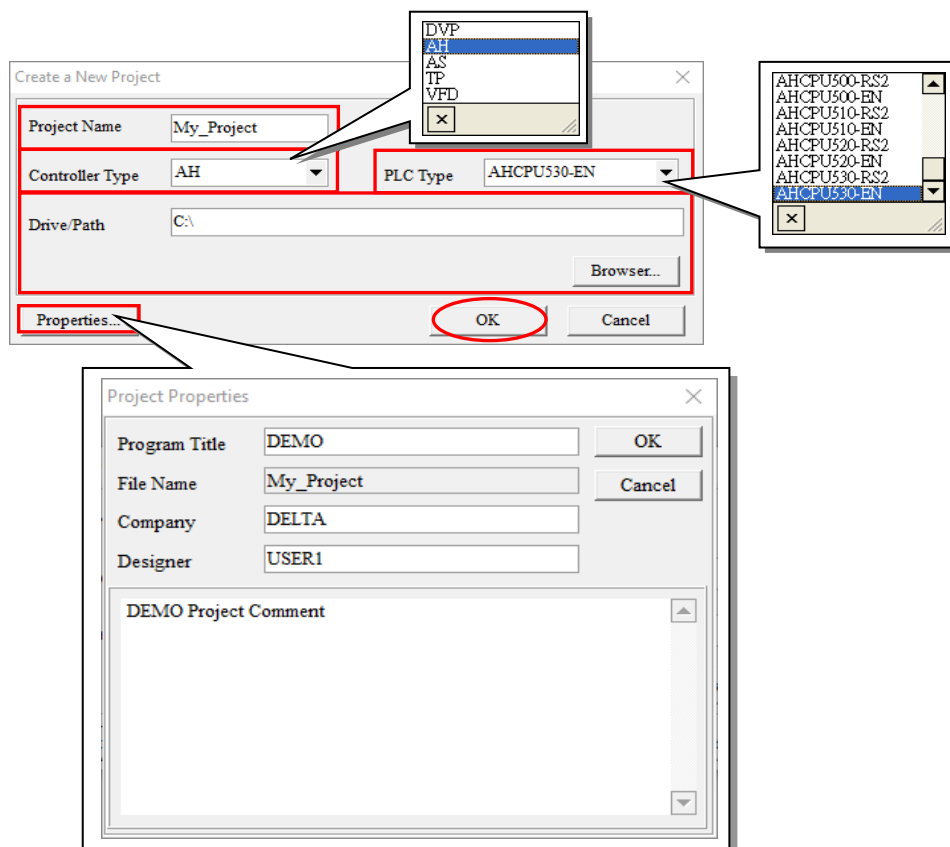 DVP
AH
AS
TP
VFD
Create a New Project
Project Name My_Project
Controller Type AH PLC Type AHCPU530-EN
Drive/Path C:\
Browser...
Properties... OK Cancel
AHCPU500-RS2
AHCPU500-EN
AHCPU510-RS2
AHCPU510-EN
AHCPU520-RS2
AHCPU520-EN
AHCPU530-RS2
AHCPU530-EN
Project Properties
Program Title DEMO OK
File Name My_Project Cancel
Company DELTA
Designer USER1
DEMO Project Comment